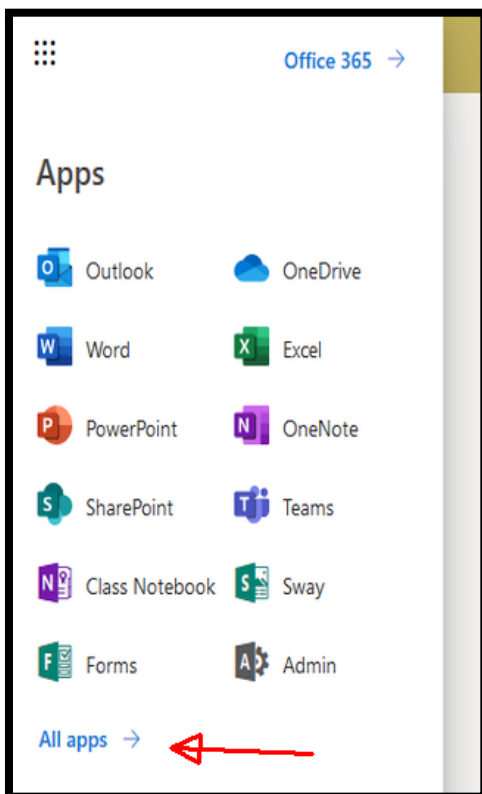 Office 365 →
Apps
Outlook OneDrive
Word Excel
PowerPoint OneNote
SharePoint Teams
Class Notebook Sway
Forms Admin
All apps →